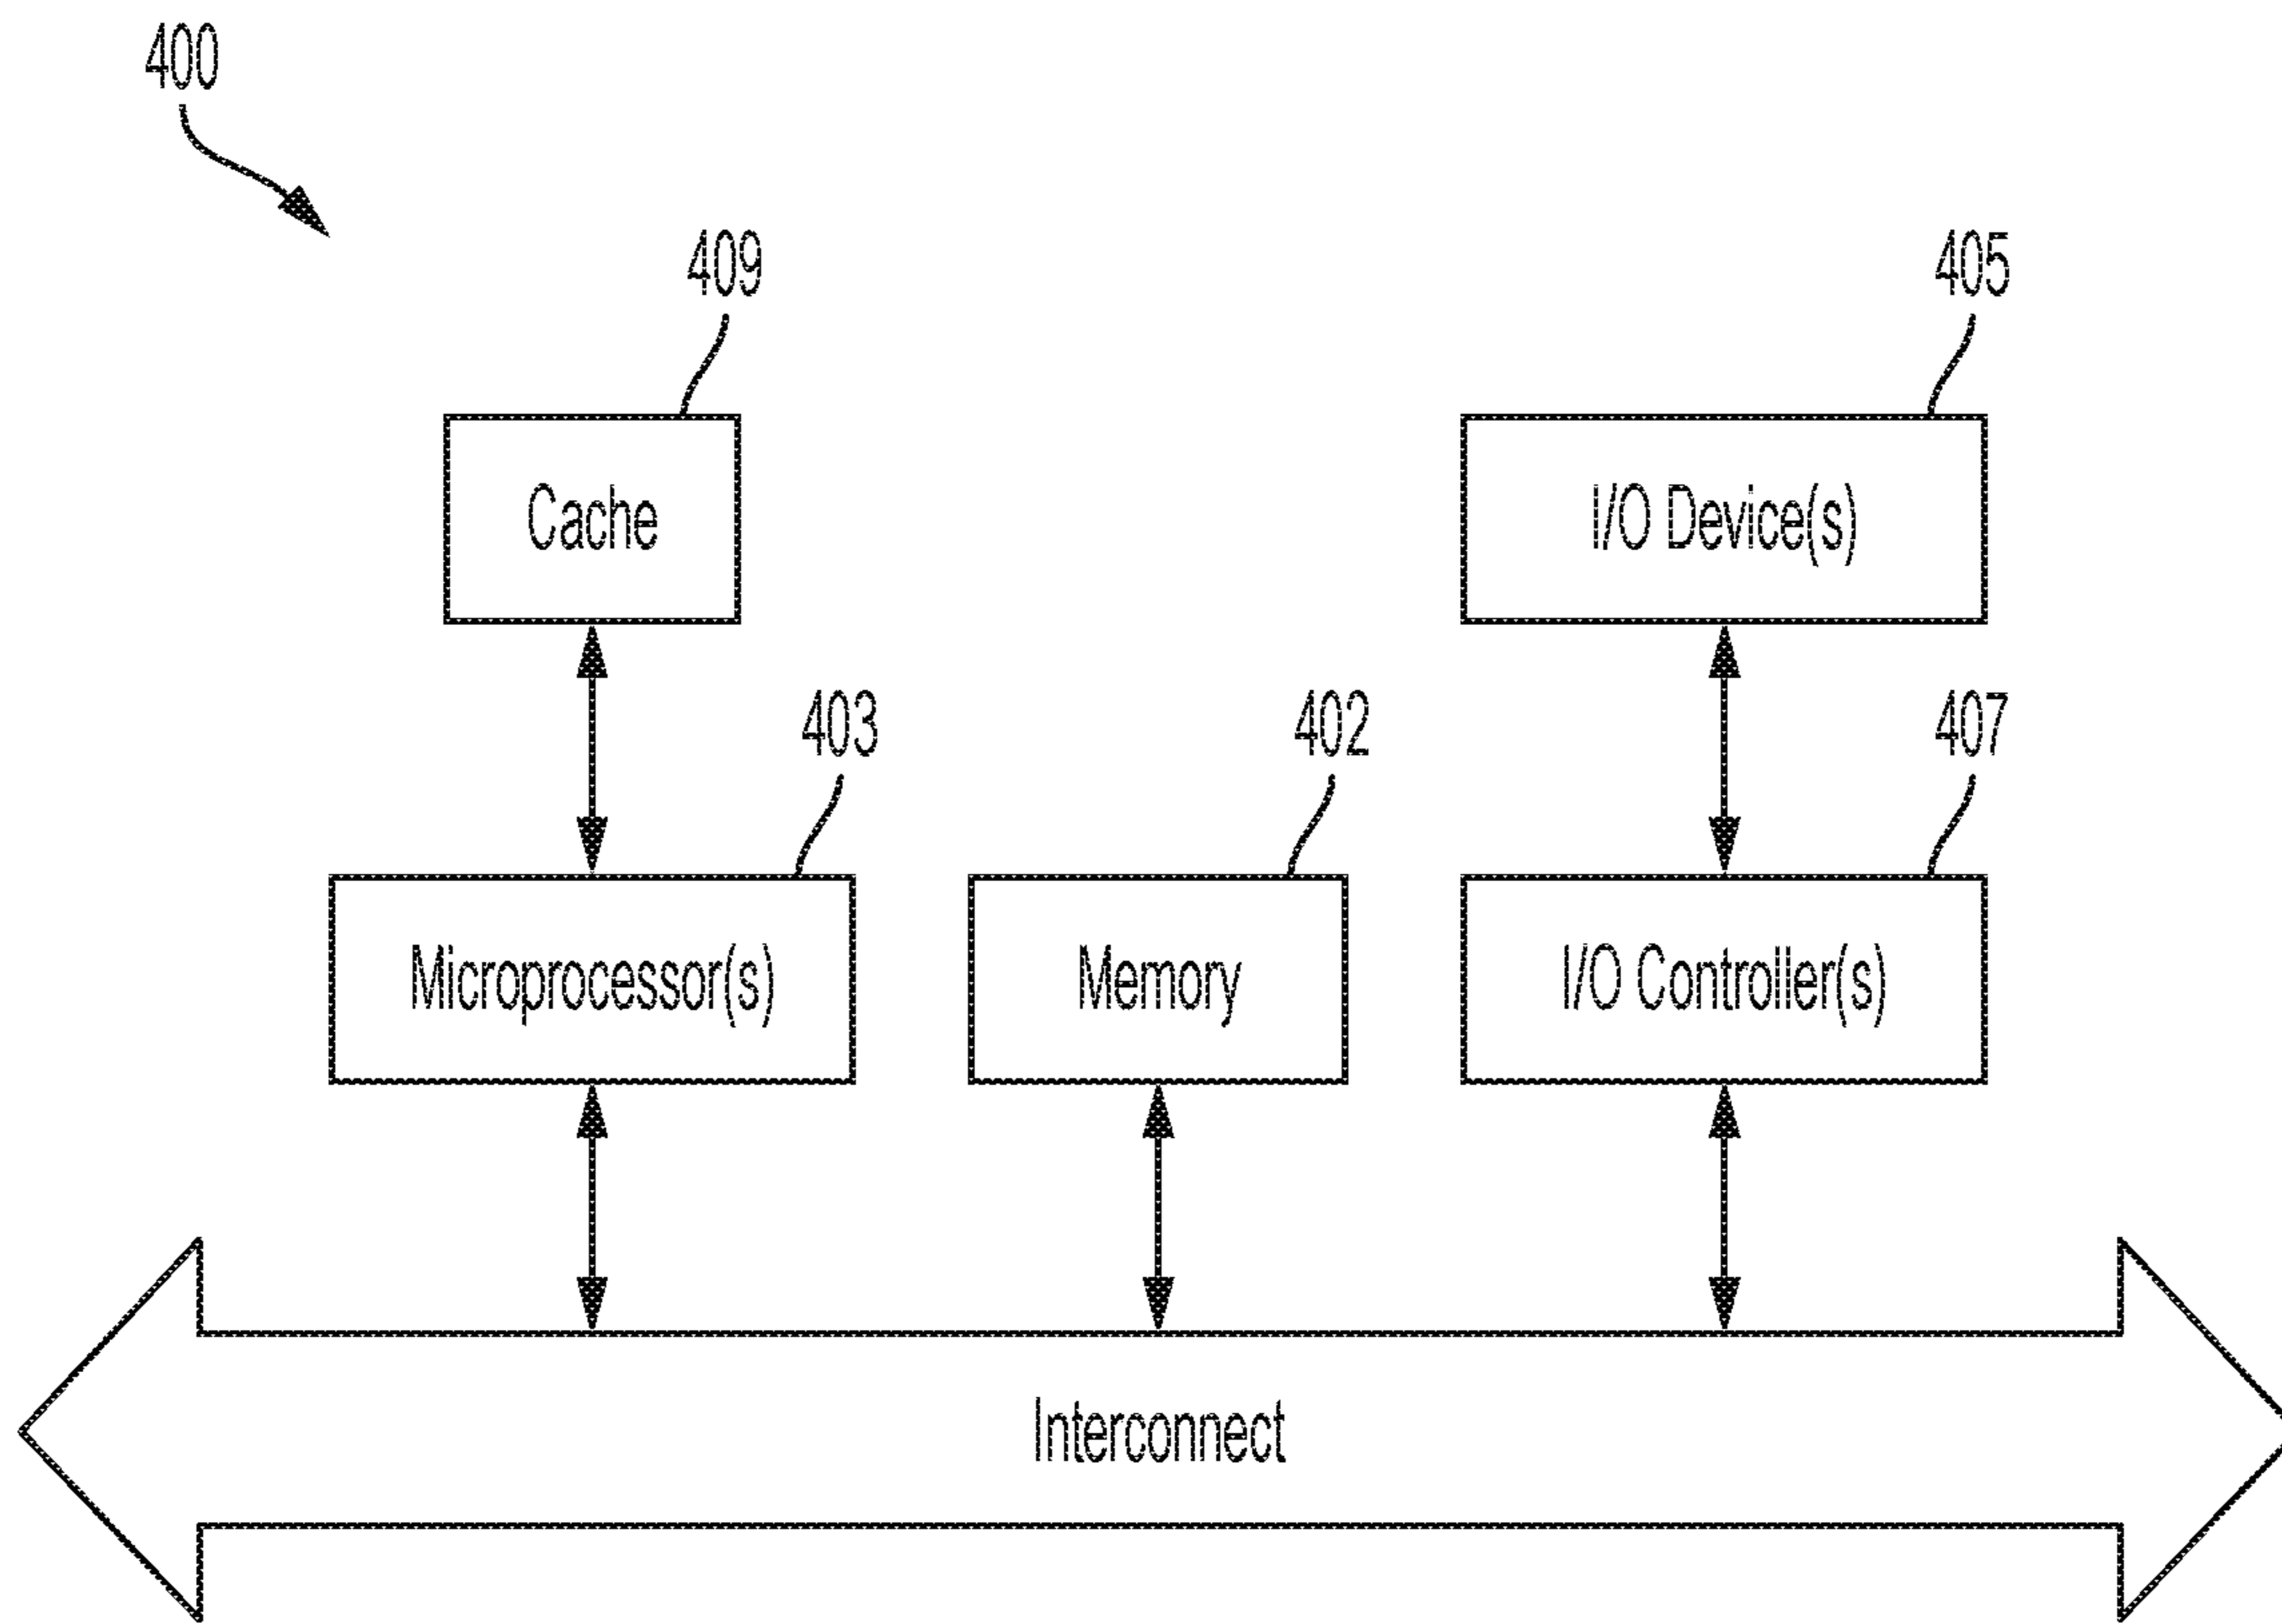 400
409
405
Cache
I/O Device(s)
403
402
407
Microprocessor(s)
Memory
I/O Controller(s)
Interconnect